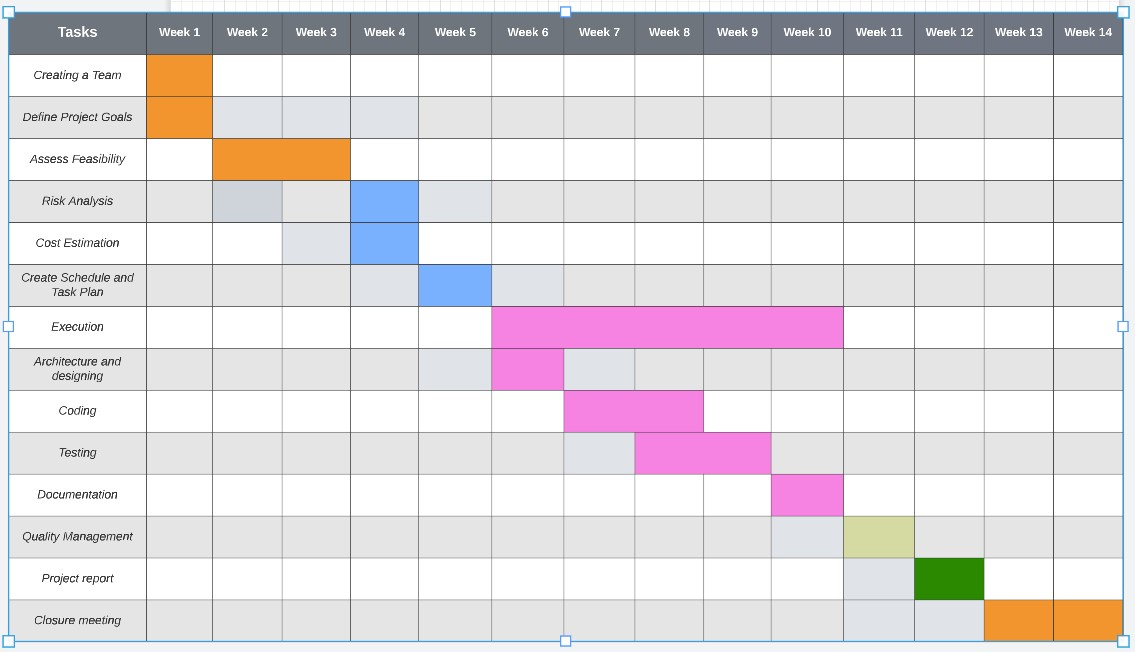 Tasks Week 1 Week 2 Week 3 Week 4 Week 5 Week 6 Week 7 Week 8 Week 9 Week 10 Week 11 Week 12 Week 13 Week 14
Creating a Team
Define Project Goals
Assess Feasibility
Risk Analysis
Cost Estimation
Create Schedule and
Task Plan
Execution
Architecture and
designing
Coding
Testing
Documentation
Quality Management
Project report
Closure meeting